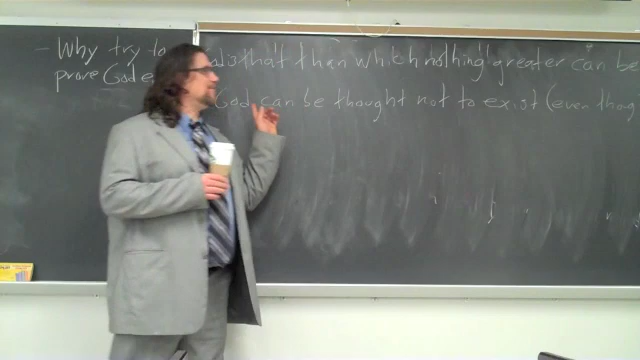 - Why try to
prove God e
is that than which nothing greater can be
God can be thought not to exist (even thoug